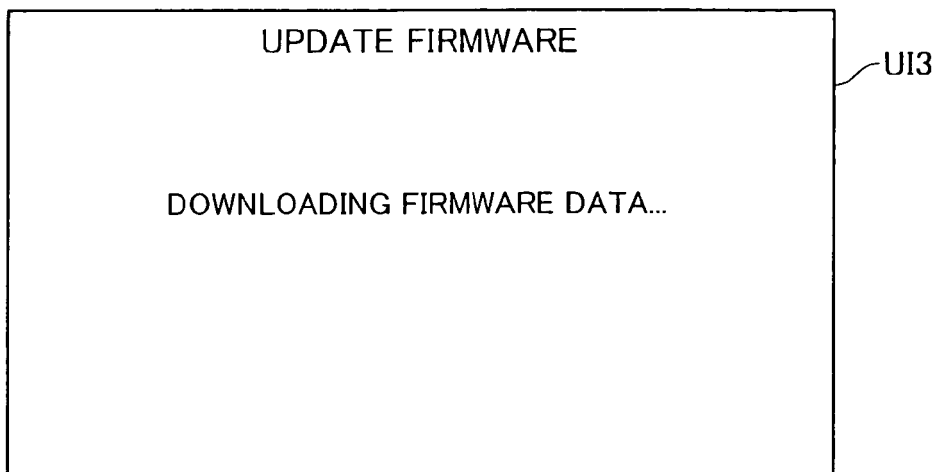 UPDATE FIRMWARE
UI3
DOWNLOADING FIRMWARE DATA...